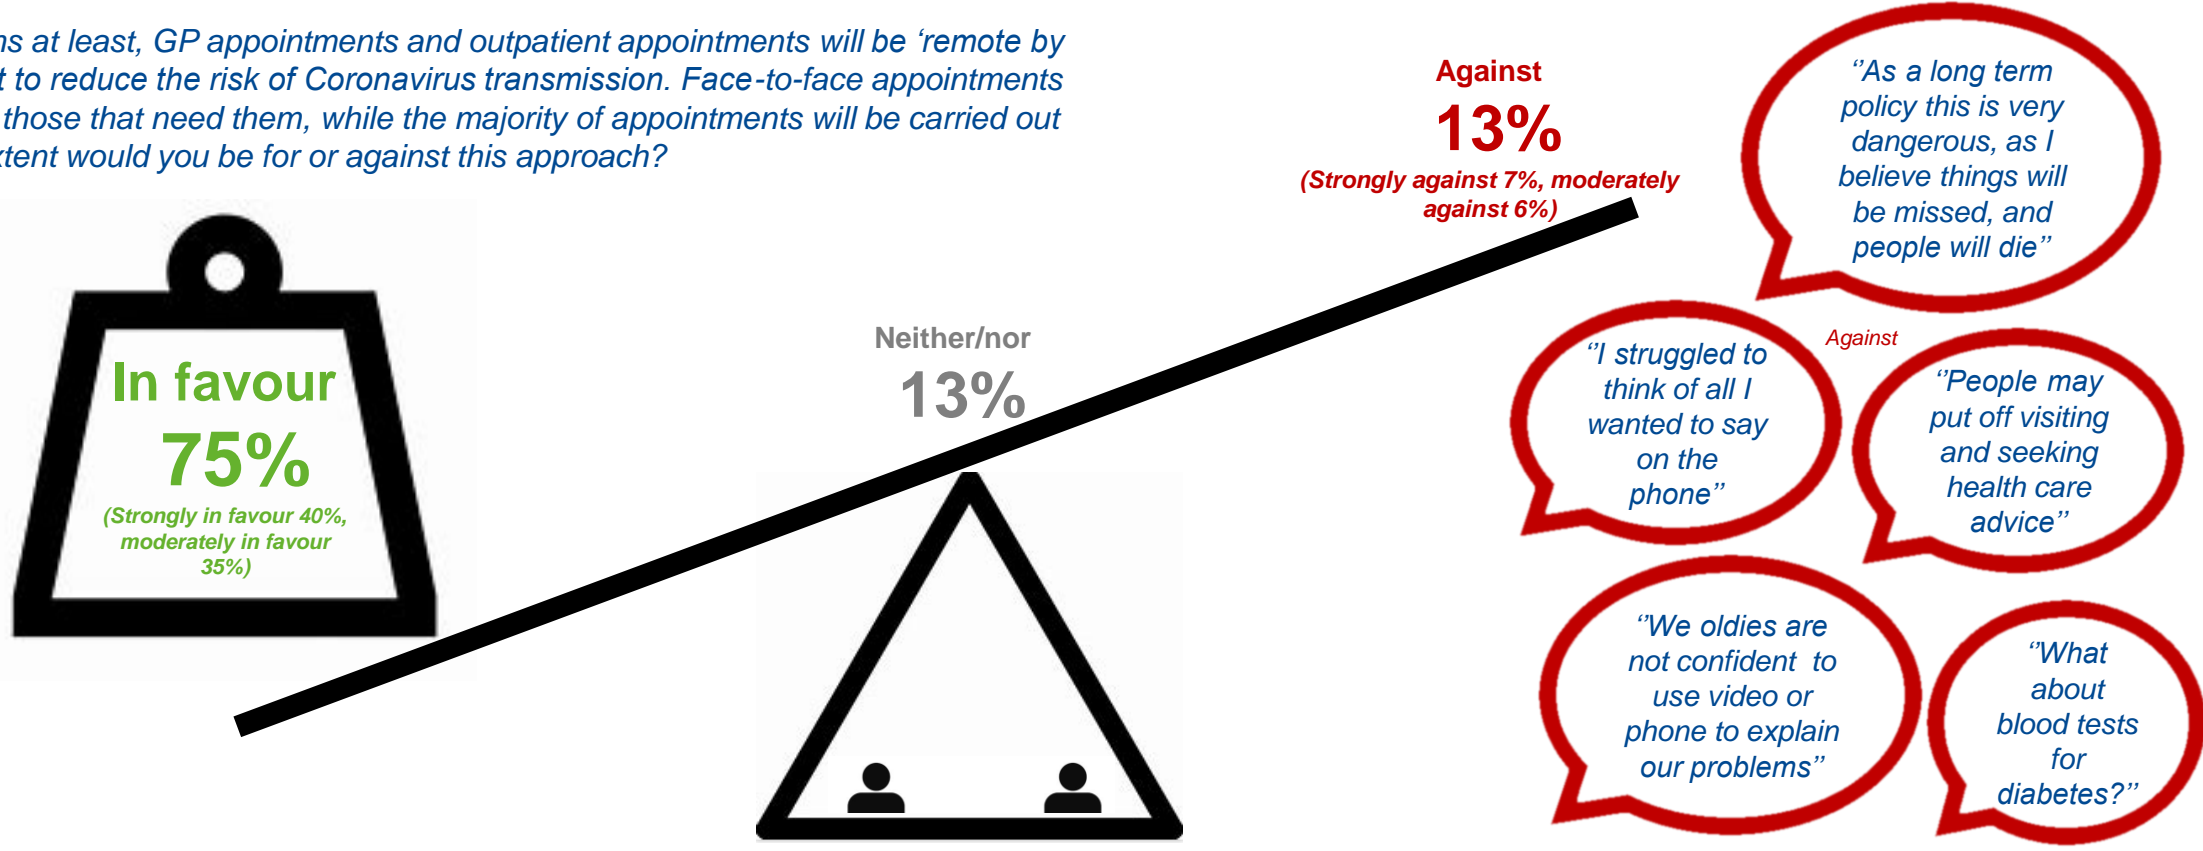 ns at least, GP appointments and outpatient appointments will be ‘remote by
t to reduce the risk of Coronavirus transmission. Face-to-face appointments
those that need them, while the majority of appointments will be carried out
xtent would you be for or against this approach?
In favour
75%
(Strongly in favour 40%,
moderately in favour
35%)
Neither/nor
13%
Against
13%
(Strongly against 7%, moderately
against 6%)
‘’As a long term
policy this is very
dangerous, as I
believe things will
be missed, and
people will die’’
Against
‘’I struggled to
think of all I
wanted to say
on the
phone’’
‘’People may
put off visiting
and seeking
health care
advice’’
‘’We oldies are
not confident to
use video or
phone to explain
our problems’’
‘’What
about
blood tests
for
diabetes?’’